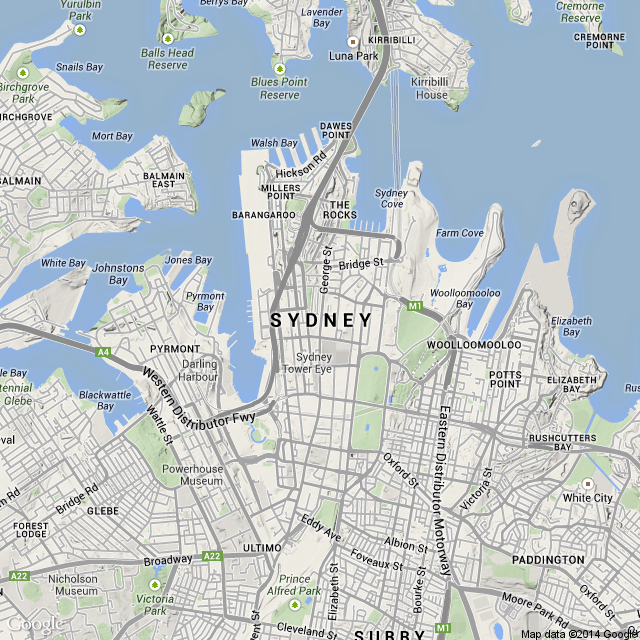 Yurulbin
Park
Berrys Bay
Lavender
Bay
Cremorne
Reserve
Balls Head
Reserve
KIRRIBILLI
Luna Park
CREMORNE
POINT
Snails Bay
Birchgrove
Park
Blues Point
Reserve
Kirribilli
House
BIRCHGROVE
Mort Bay
DAWES
POINT
Walsh Bay
Hickson Rd
BALMAIN
BALMAIN
EAST
MILLERS
POINT
Sydney
Cove
BARANGAROO
THE
ROCKS
Farm Cove
George St
Bridge St
White Bay
Johnstons
Bay
Jones Bay
Pyrmont
Bay
Woolloomooloo
Bay
M1
SYDNEY
Elizabeth
Bay
A4
PYRMONT
WOOLLOOMOOLOO
Darling
Harbour
Sydney
Tower Eye
POTTS
POINT
ELIZABETH
BAY
Western Distributor Fwy
Blackwattle
Bay
Wattle St
Eastern Distributor Motorway
RUSHCUTTERS
BAY
Powerhouse
Museum
Oxford St
Victoria St
White City
Bridge Rd
GLEBE
FOREST
LODGE
Eddy Ave
Albion St
ULTIMO
Foveaux St
PADDINGTON
Broadway
A22
A22
Nicholson
Museum
Victoria
Park
Prince
Alfred Park
Elizabeth St
Bourke St
Oxford St
Moore Park Rd
M1
Cleveland St
SURRY
Google
Map data ©2014 Google